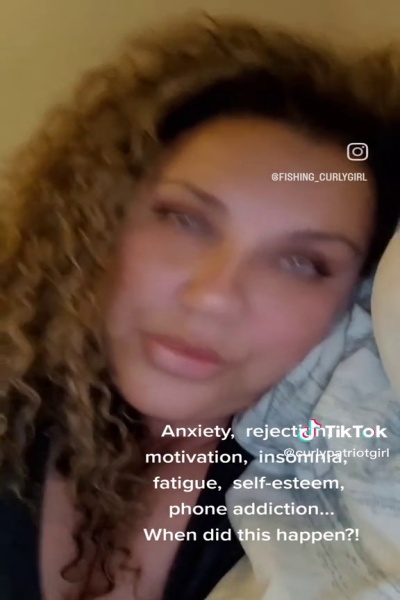 @FISHING_CURLYGIRL
Anxiety, rejection,
TikTok
motivation, insomnia,
@curlypatriotgirl
fatigue, self-esteem,
phone addiction...
When did this happen?!